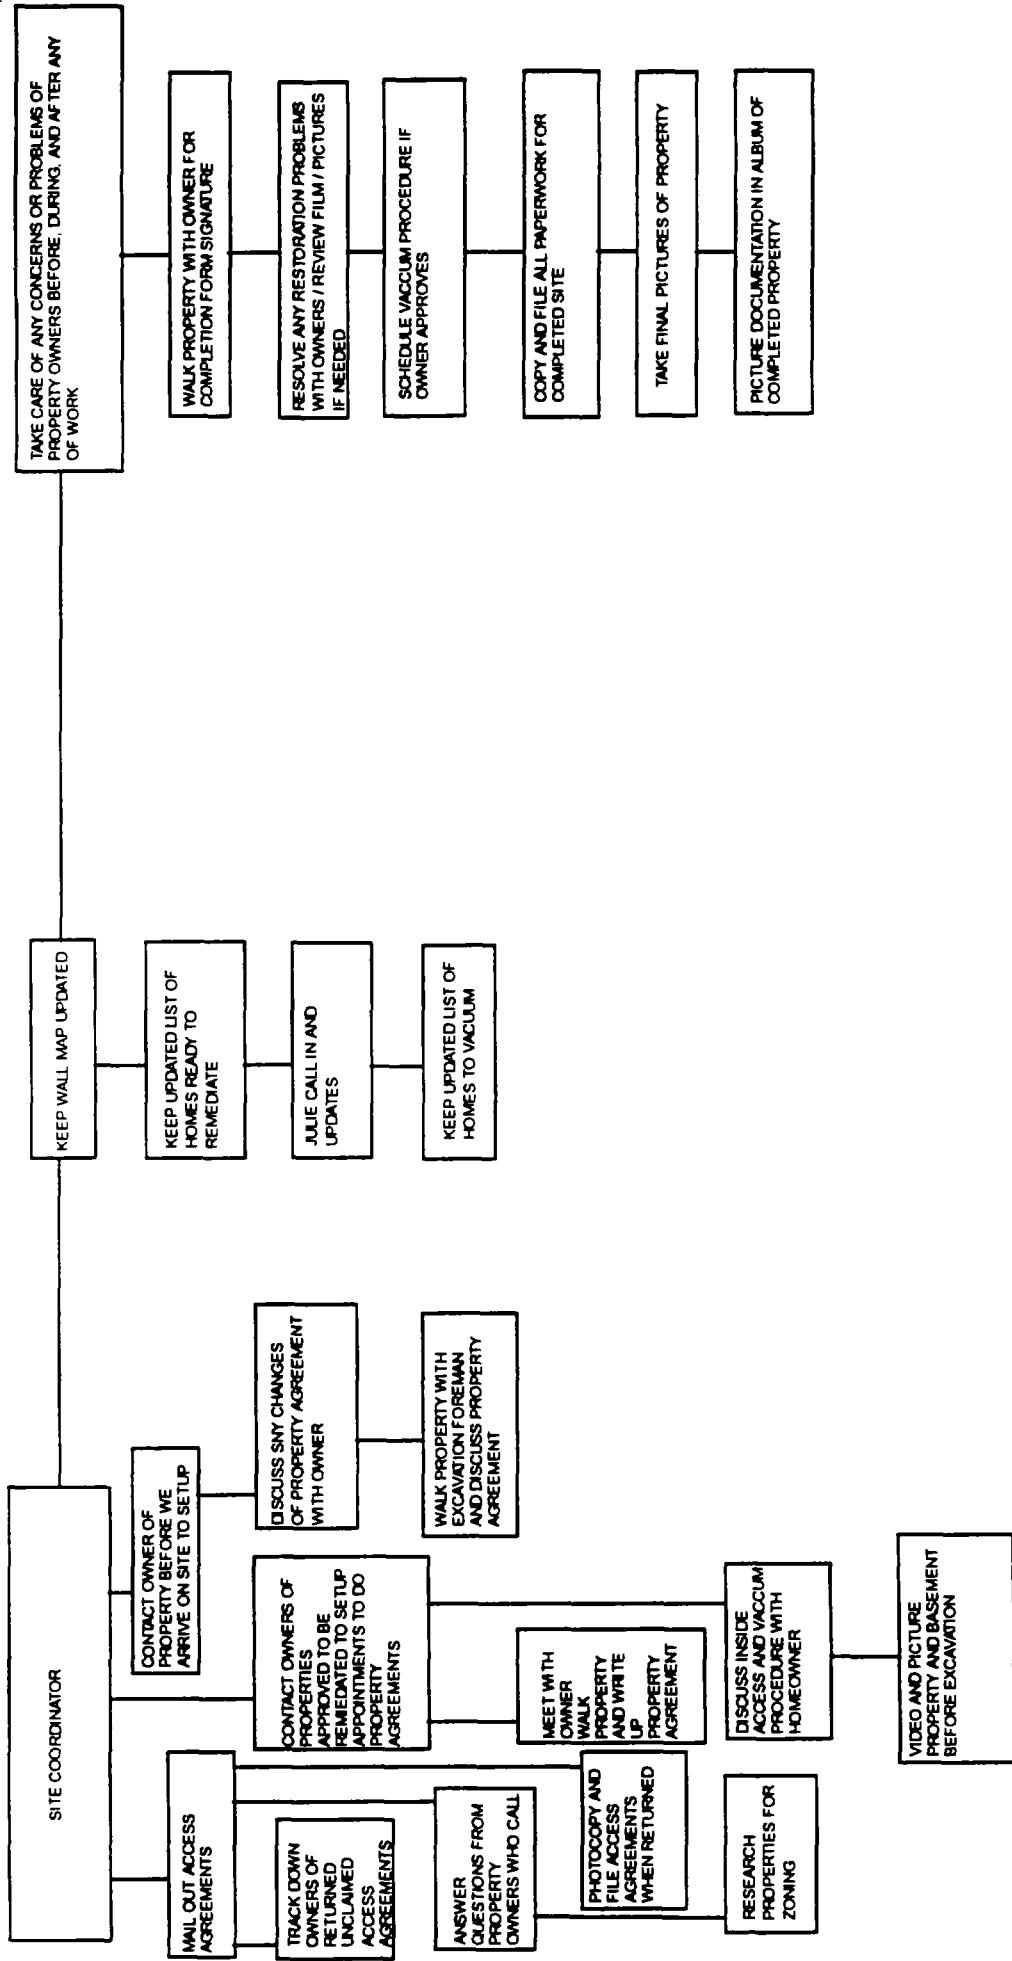 SITE COORDINATOR
MAIL OUT ACCESS
AGREEMENTS
TRACK DOWN
OWNERS OF
RETURNED
UNCLAIMED
ACCESS
AGREEMENTS
ANSWER
QUESTIONS FROM
PROPERTY
OWNERS WHO CALL
PHOTOCOPY AND
FILE ACCESS
AGREEMENTS
WHEN RETURNED
RESEARCH
PROPERTIES FOR
ZONING
CONTACT OWNERS OF
PROPERTIES
APPROVED TO BE
REMEDIATED TO SETUP
APPOINTMENTS TO DO
PROPERTY
AGREEMENTS
MEET WITH
OWNER
WALK
PROPERTY
AND WRITE
UP
PROPERTY
AGREEMENT
DISCUSS INSIDE
ACCESS AND VACCUM
PROCEDURE WITH
HOMEOWNER
VIDEO AND PICTURE
PROPERTY AND BASEMENT
BEFORE EXCAVATION
CONTACT OWNER OF
PROPERTY BEFORE WE
ARRIVE ON SITE TO SETUP
DISCUSS SNY CHANGES
OF PROPERTY AGREEMENT
WITH OWNER
WALK PROPERTY WITH
EXCAVATION FOREMAN
AND DISCUSS PROPERTY
AGREEMENT
KEEP WALL MAP UPDATED
KEEP UPDATED LIST OF
HOMES READY TO
REMEDIATE
JULIE CALL IN AND
UPDATES
KEEP UPDATED LIST OF
HOMES TO VACUUM
TAKE CARE OF ANY CONCERNS OR PROBLEMS OF
PROPERTY OWNERS BEFORE, DURING, AND AFTER ANY
OF WORK
WALK PROPERTY WITH OWNER FOR
COMPLETION FORM SIGNATURE
RESOLVE ANY RESTORATION PROBLEMS
WITH OWNERS / REVIEW FILM / PICTURES
IF NEEDED
SCHEDULE VACCUM PROCEDURE IF
OWNER APPROVES
COPY AND FILE ALL PAPERWORK FOR
COMPLETED SITE
TAKE FINAL PICTURES OF PROPERTY
PICTURE DOCUMENTATION IN ALBUM OF
COMPLETED PROPERTY